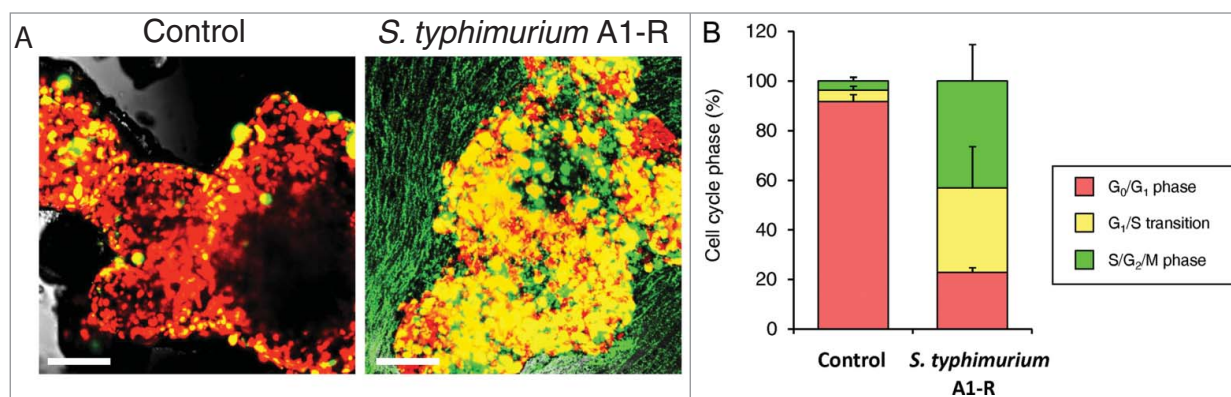 A
Control
S. typhimurium A1-R
B
Cell cycle phase (%)
120
100
80
60
40
20
0
Control
S. typhimurium
A1-R
G₀/G₁ phase
G₁/S transition
S/G₂/M phase